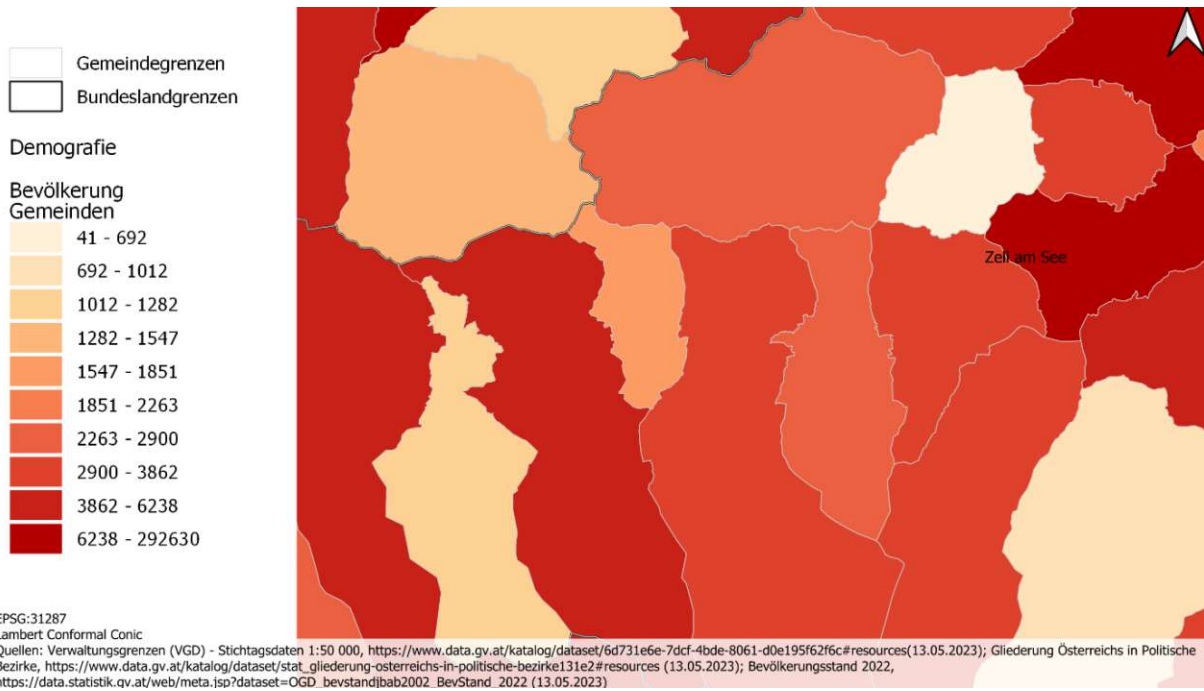 Gemeindegrenzen
Bundeslandgrenzen
Demografie
Bevölkerung
Gemeinden
41 - 692
692 - 1012
1012 - 1282
1282 - 1547
1547 - 1851
1851 - 2263
2263 - 2900
2900 - 3862
3862 - 6238
6238 - 292630
Zell am See
EPSG:31287
Lambert Conformal Conic
Quellen: Verwaltungsgrenzen (VGD) - Stichtagsdaten 1:50 000, https://www.data.gv.at/katalog/dataset/6d731e6e-7dcf-4bde-8061-d0e195f62f6c#resources(13.05.2023); Gliederung Österreichs in Politische
Bezirke, https://www.data.gv.at/katalog/dataset/stat_gliederung-osterreichs-in-politische-bezirke131e2#resources (13.05.2023); Bevölkerungsstand 2022,
https://data.statistik.gv.at/web/meta.jsp?dataset=OGD_bevstandjbab2002_BevStand_2022 (13.05.2023)